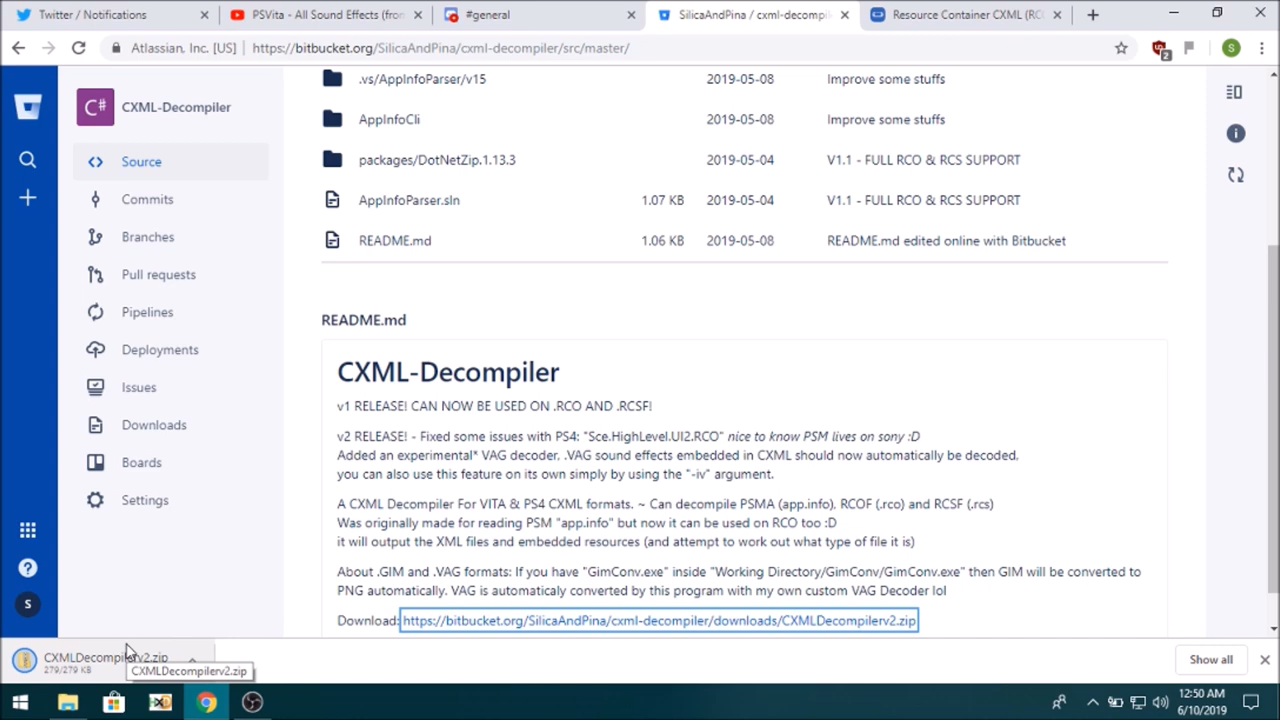 Twitter / Notifications
PSVita - All Sound Effects (fron
#general
SilicaAndPina / cxml-decompil
Resource Container CXML (RC
Atlassian, Inc. [US] https://bitbucket.org/SilicaAndPina/cxml-decompiler/src/master/
2
S
C# CXML-Decompiler
Source
Commits
Branches
Pull requests
Pipelines
Deployments
Issues
Downloads
Boards
Settings
S
.vs/AppInfoParser/v15 2019-05-08 Improve some stuffs
AppInfoCli 2019-05-08 Improve some stuffs
packages/DotNetZip.1.13.3 2019-05-04 V1.1 - FULL RCO & RCS SUPPORT
AppInfoParser.sln 1.07 KB 2019-05-04 V1.1 - FULL RCO & RCS SUPPORT
README.md 1.06 KB 2019-05-08 README.md edited online with Bitbucket
README.md
CXML-Decompiler
v1 RELEASE! CAN NOW BE USED ON .RCO AND .RCSF!
v2 RELEASE! - Fixed some issues with PS4: "Sce.HighLevel.UI2.RCO" nice to know PSM lives on sony :D
Added an experimental* VAG decoder, .VAG sound effects embedded in CXML should now automatically be decoded,
you can also use this feature on its own simply by using the "-iv" argument.
A CXML Decompiler For VITA & PS4 CXML formats. ~ Can decompile PSMA (app.info). RCOF (.rco) and RCSF (.rcs)
Was originally made for reading PSM "app.info" but now it can be used on RCO too :D
it will output the XML files and embedded resources (and attempt to work out what type of file it is)
About .GIM and .VAG formats: If you have "GimConv.exe" inside "Working Directory/GimConv/GimConv.exe" then GIM will be converted to
PNG automatically. VAG is automaticaly converted by this program with my own custom VAG Decoder lol
Download: https://bitbucket.org/SilicaAndPina/cxml-decompiler/downloads/CXMLDecompilerv2.zip
CXMLDecompilerv2.zip
279/279 KB
CXMLDecompilerv2.zip
Show all
12:50 AM
6/10/2019